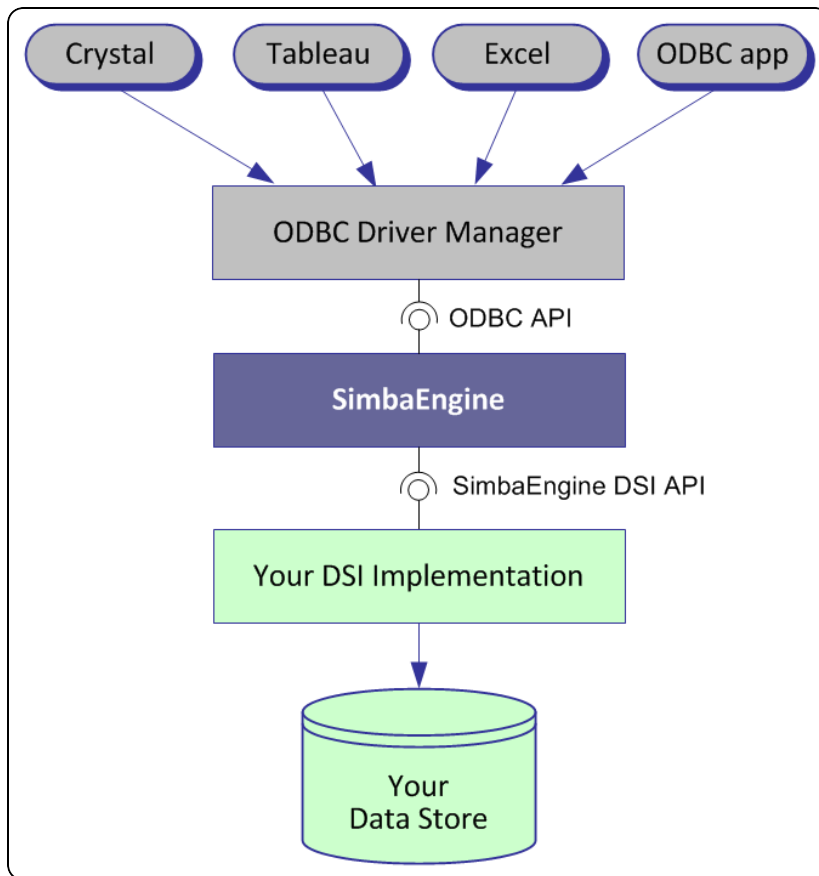 Crystal
Tableau
Excel
ODBC app
ODBC Driver Manager
ODBC API
SimbaEngine
SimbaEngine DSI API
Your DSI Implementation
Your
Data Store